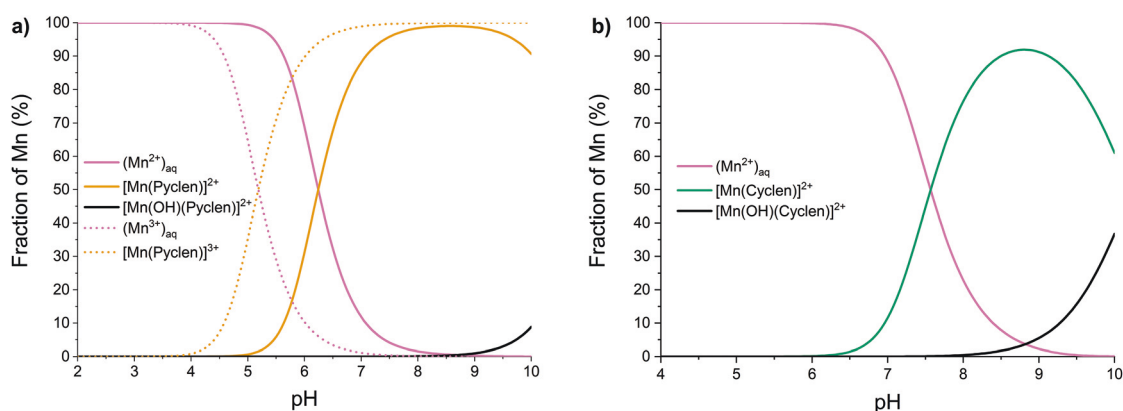 a)
Fraction of Mn (%)
100
90
80
70
60
50
40
30
20
10
0
(Mn²⁺)aq
[Mn(Pyclen)]²⁺
[Mn(OH)(Pyclen)]²⁺
(Mn³⁺)aq
[Mn(Pyclen)]³⁺
2 3 4 5 6 7 8 9 10
pH
b)
Fraction of Mn (%)
100
90
80
70
60
50
40
30
20
10
0
(Mn²⁺)aq
[Mn(Cyclen)]²⁺
[Mn(OH)(Cyclen)]²⁺
4 5 6 7 8 9 10
pH